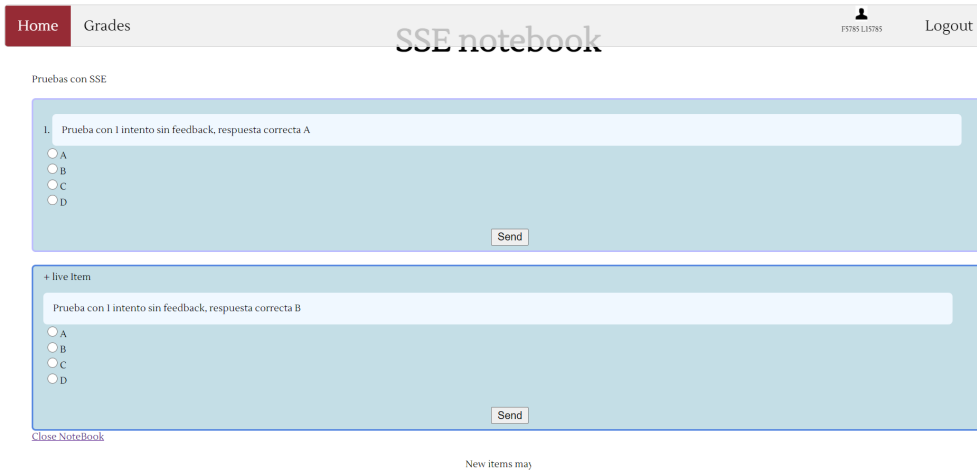 Home Grades F5785 L15785 Logout
SSE notebook
Pruebas con SSE
1. Prueba con 1 intento sin feedback, respuesta correcta A
A
B
C
D
Send
+ live Item
Prueba con 1 intento sin feedback, respuesta correcta B
A
B
C
D
Send
Close NoteBook
New items may